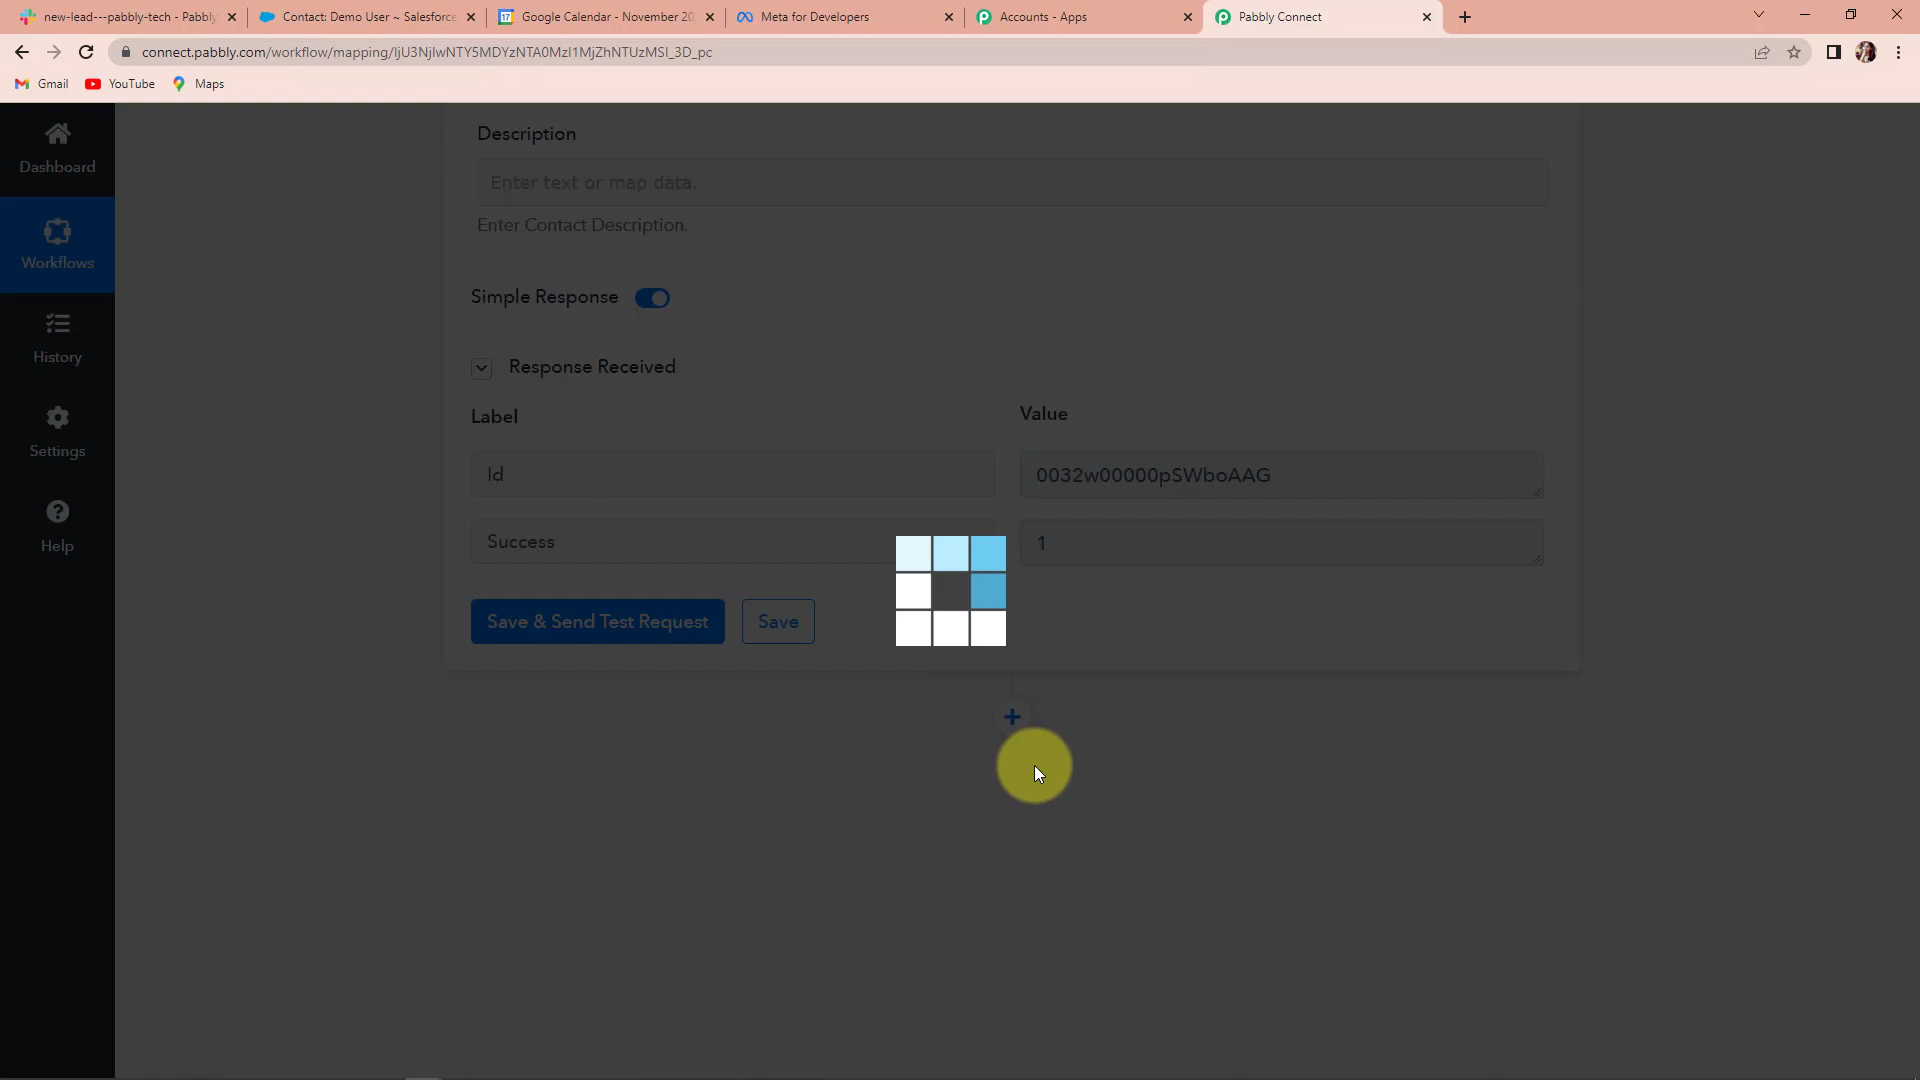 new-lead---pabbly-tech - Pabbly
Contact: Demo User ~ Salesforce
17
Google Calendar - November 20
Meta for Developers
Accounts - Apps
Pabbly Connect
connect.pabbly.com/workflow/mapping/IjU3NjIwNTY5MDYzNTA0MzI1MjZhNTUzMSI_3D_pc
Gmail
YouTube
Maps
Dashboard
Workflows
History
Settings
Help
Description
Enter text or map data.
Enter Contact Description.
Simple Response
Response Received
Label
Value
Id
0032w00000pSWboAAG
Success
1
Save & Send Test Request
Save